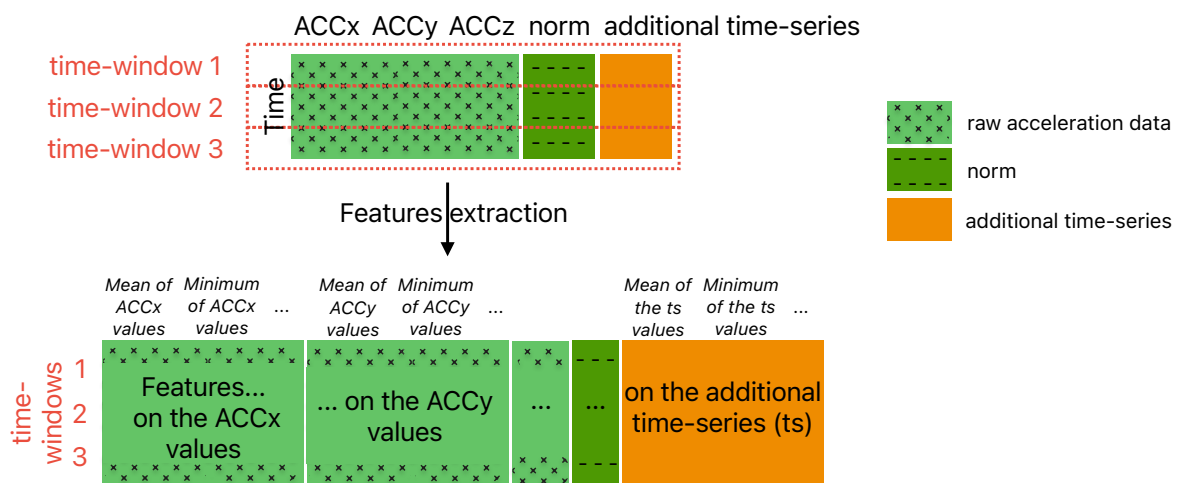 ACCx ACCy ACCz norm additional time-series
time-window 1
time-window 2
time-window 3
Time
raw acceleration data
norm
additional time-series
Features extraction
Mean of
ACCx
values
Minimum
of ACCx
values
...
Mean of
ACCy
values
Minimum
of ACCy
values
...
Mean of
the ts
values
Minimum
of the ts
values
...
time-
windows
1
2
3
Features...
on the ACCx
values
... on the ACCy
values
...
...
on the additional
time-series (ts)